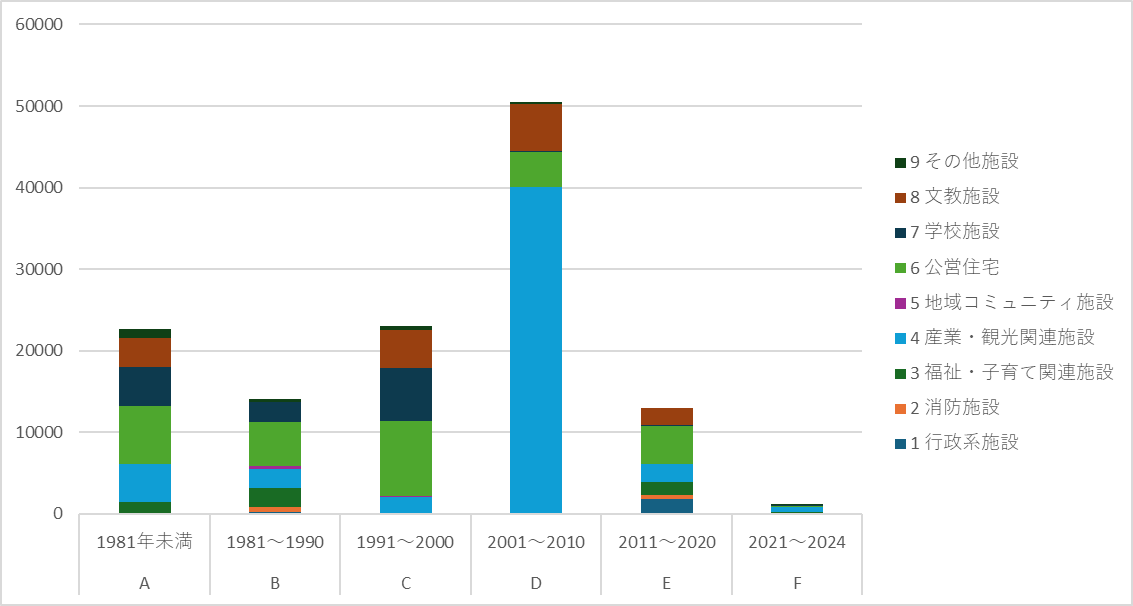 60000
50000
40000
30000
20000
10000
0
1981年未満 1981～1990 1991～2000 2001～2010 2011～2020 2021～2024
A B C D E F
9 その他施設
8 文教施設
7 学校施設
6 公営住宅
5 地域コミュニティ施設
4 産業・観光関連施設
3 福祉・子育て関連施設
2 消防施設
1 行政系施設